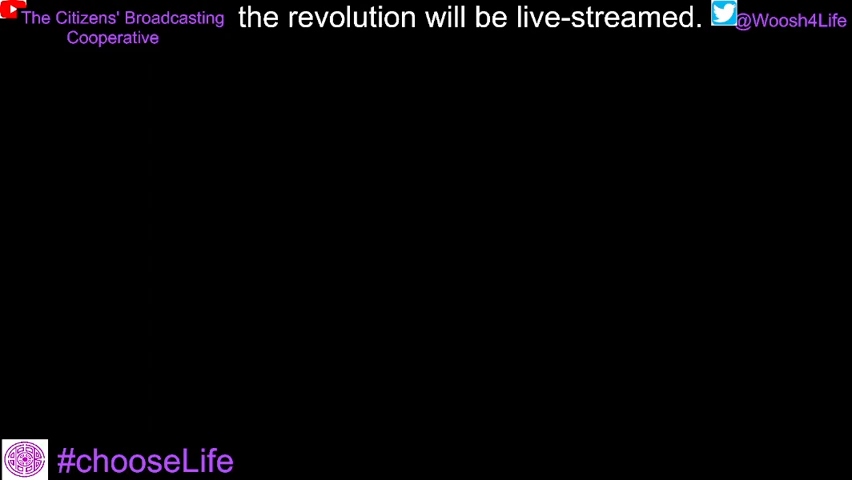 The Citizens' Broadcasting
Cooperative
the revolution will be live-streamed.
@Woosh4Life
#chooseLife